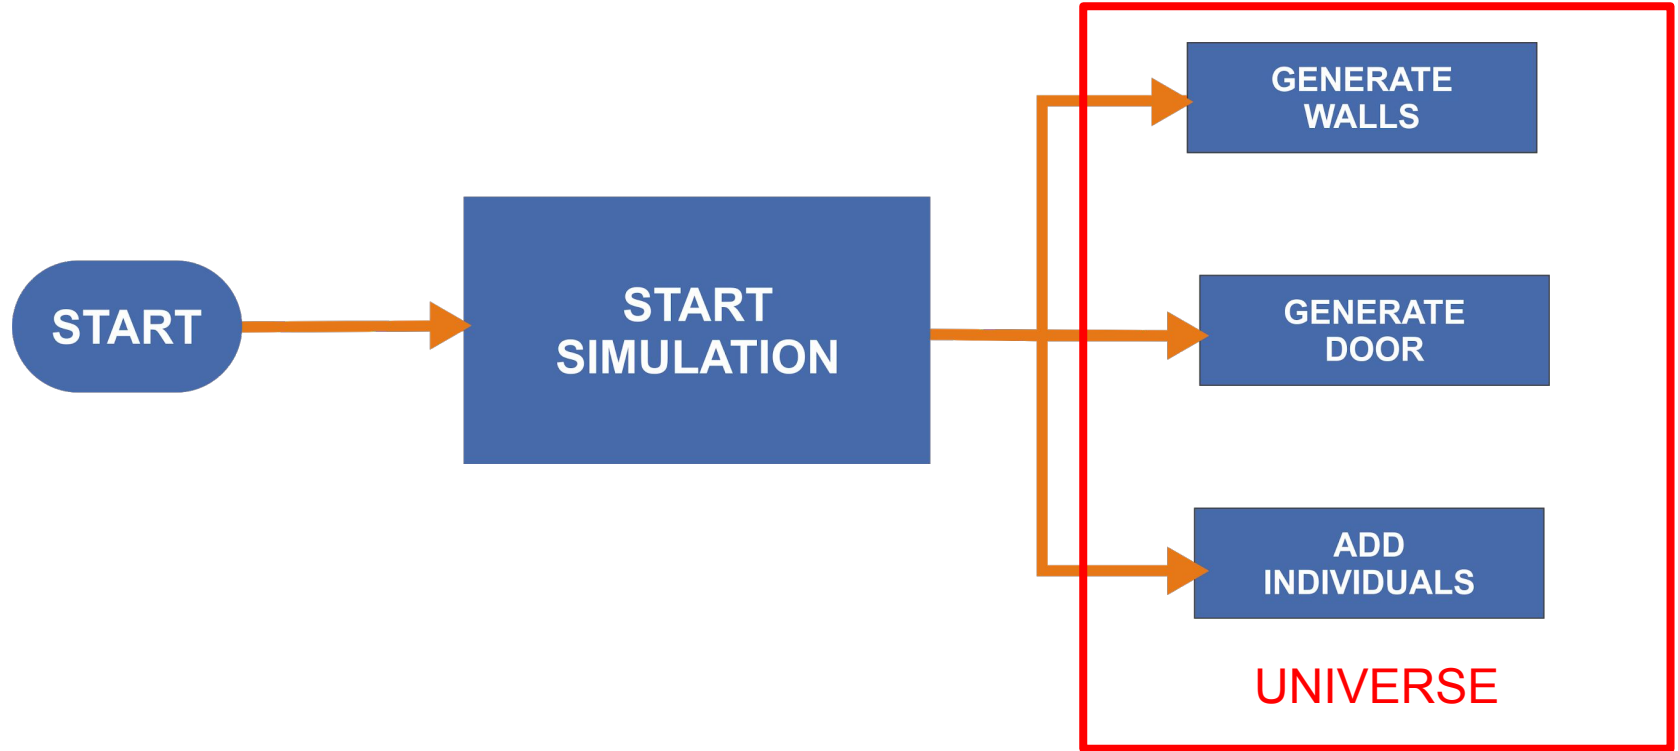 START
START
SIMULATION
GENERATE
WALLS
GENERATE
DOOR
ADD
INDIVIDUALS
UNIVERSE